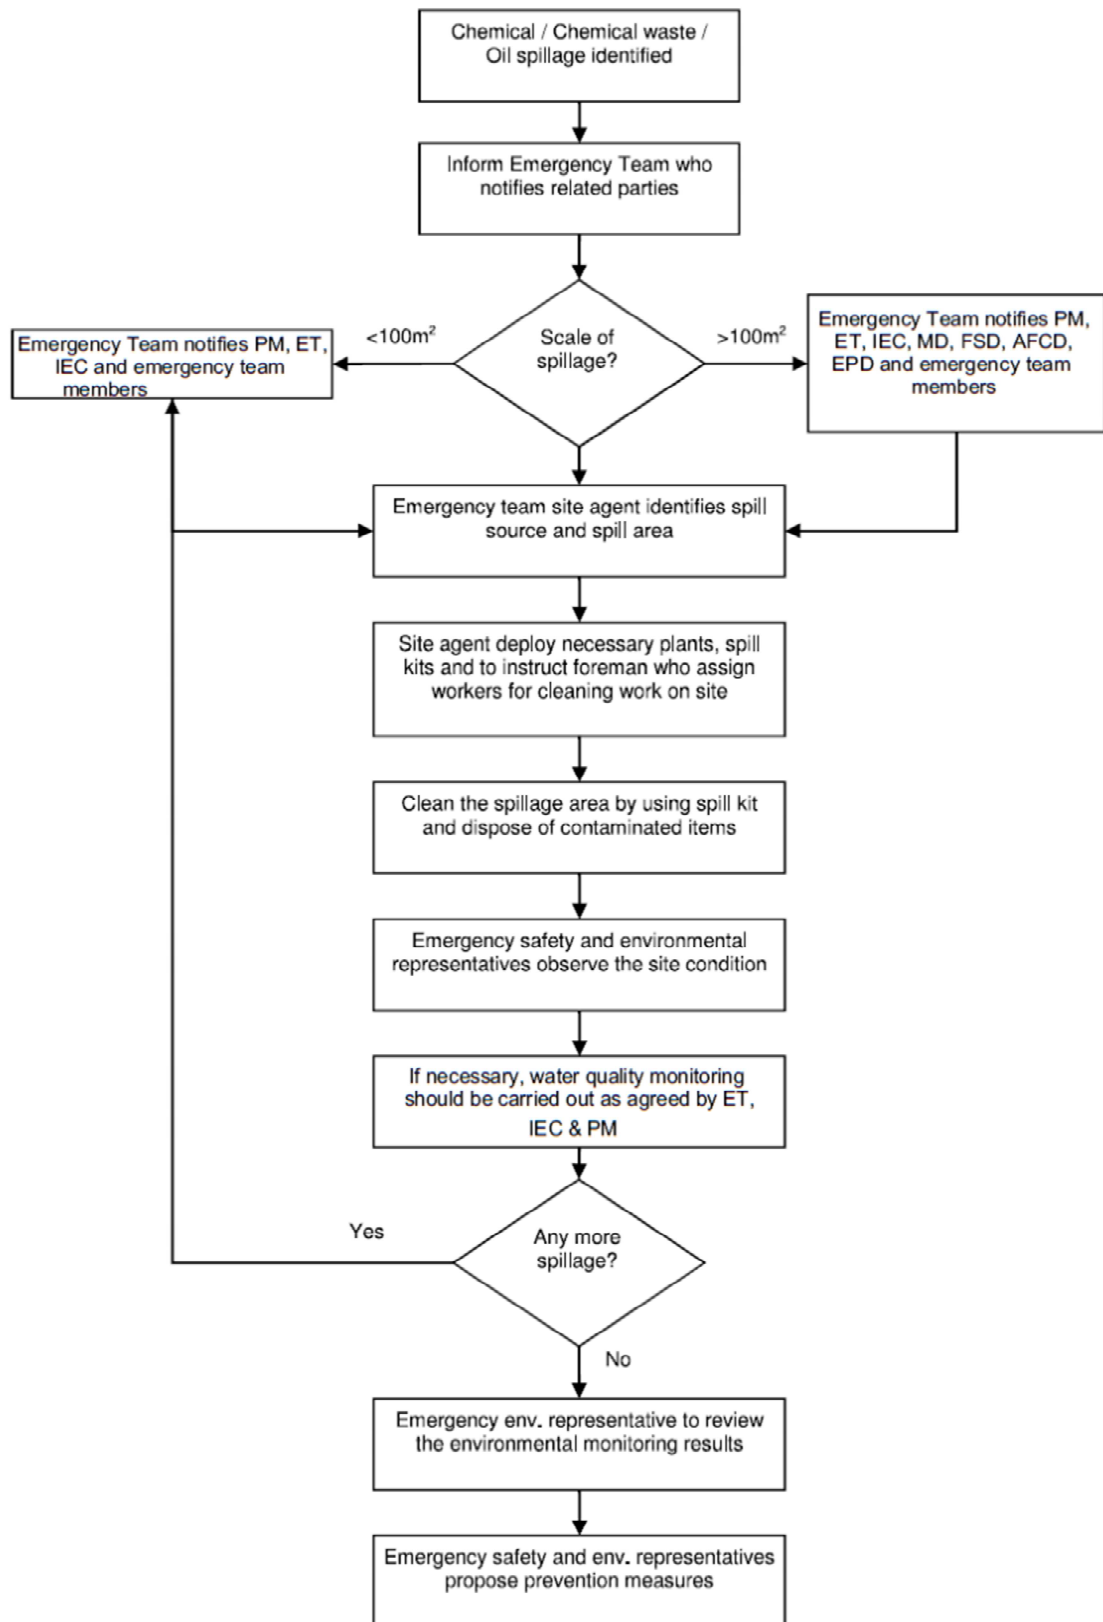 Chemical / Chemical waste /
Oil spillage identified
Inform Emergency Team who
notifies related parties
Scale of
spillage?
<100m²
>100m²
Emergency Team notifies PM, ET,
IEC and emergency team
members
Emergency Team notifies PM,
ET, IEC, MD, FSD, AFCD,
EPD and emergency team
members
Emergency team site agent identifies spill
source and spill area
Site agent deploy necessary plants, spill
kits and to instruct foreman who assign
workers for cleaning work on site
Clean the spillage area by using spill kit
and dispose of contaminated items
Emergency safety and environmental
representatives observe the site condition
If necessary, water quality monitoring
should be carried out as agreed by ET,
IEC & PM
Any more
spillage?
Yes
No
Emergency env. representative to review
the environmental monitoring results
Emergency safety and env. representatives
propose prevention measures